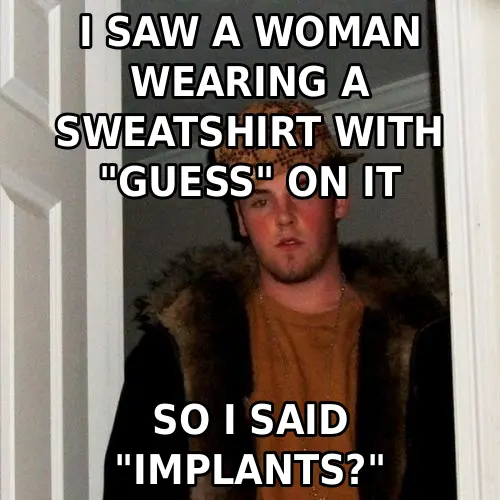 I SAW A WOMAN
WEARING A
SWEATSHIRT WITH
"GUESS" ON IT
SO I SAID
"IMPLANTS?"